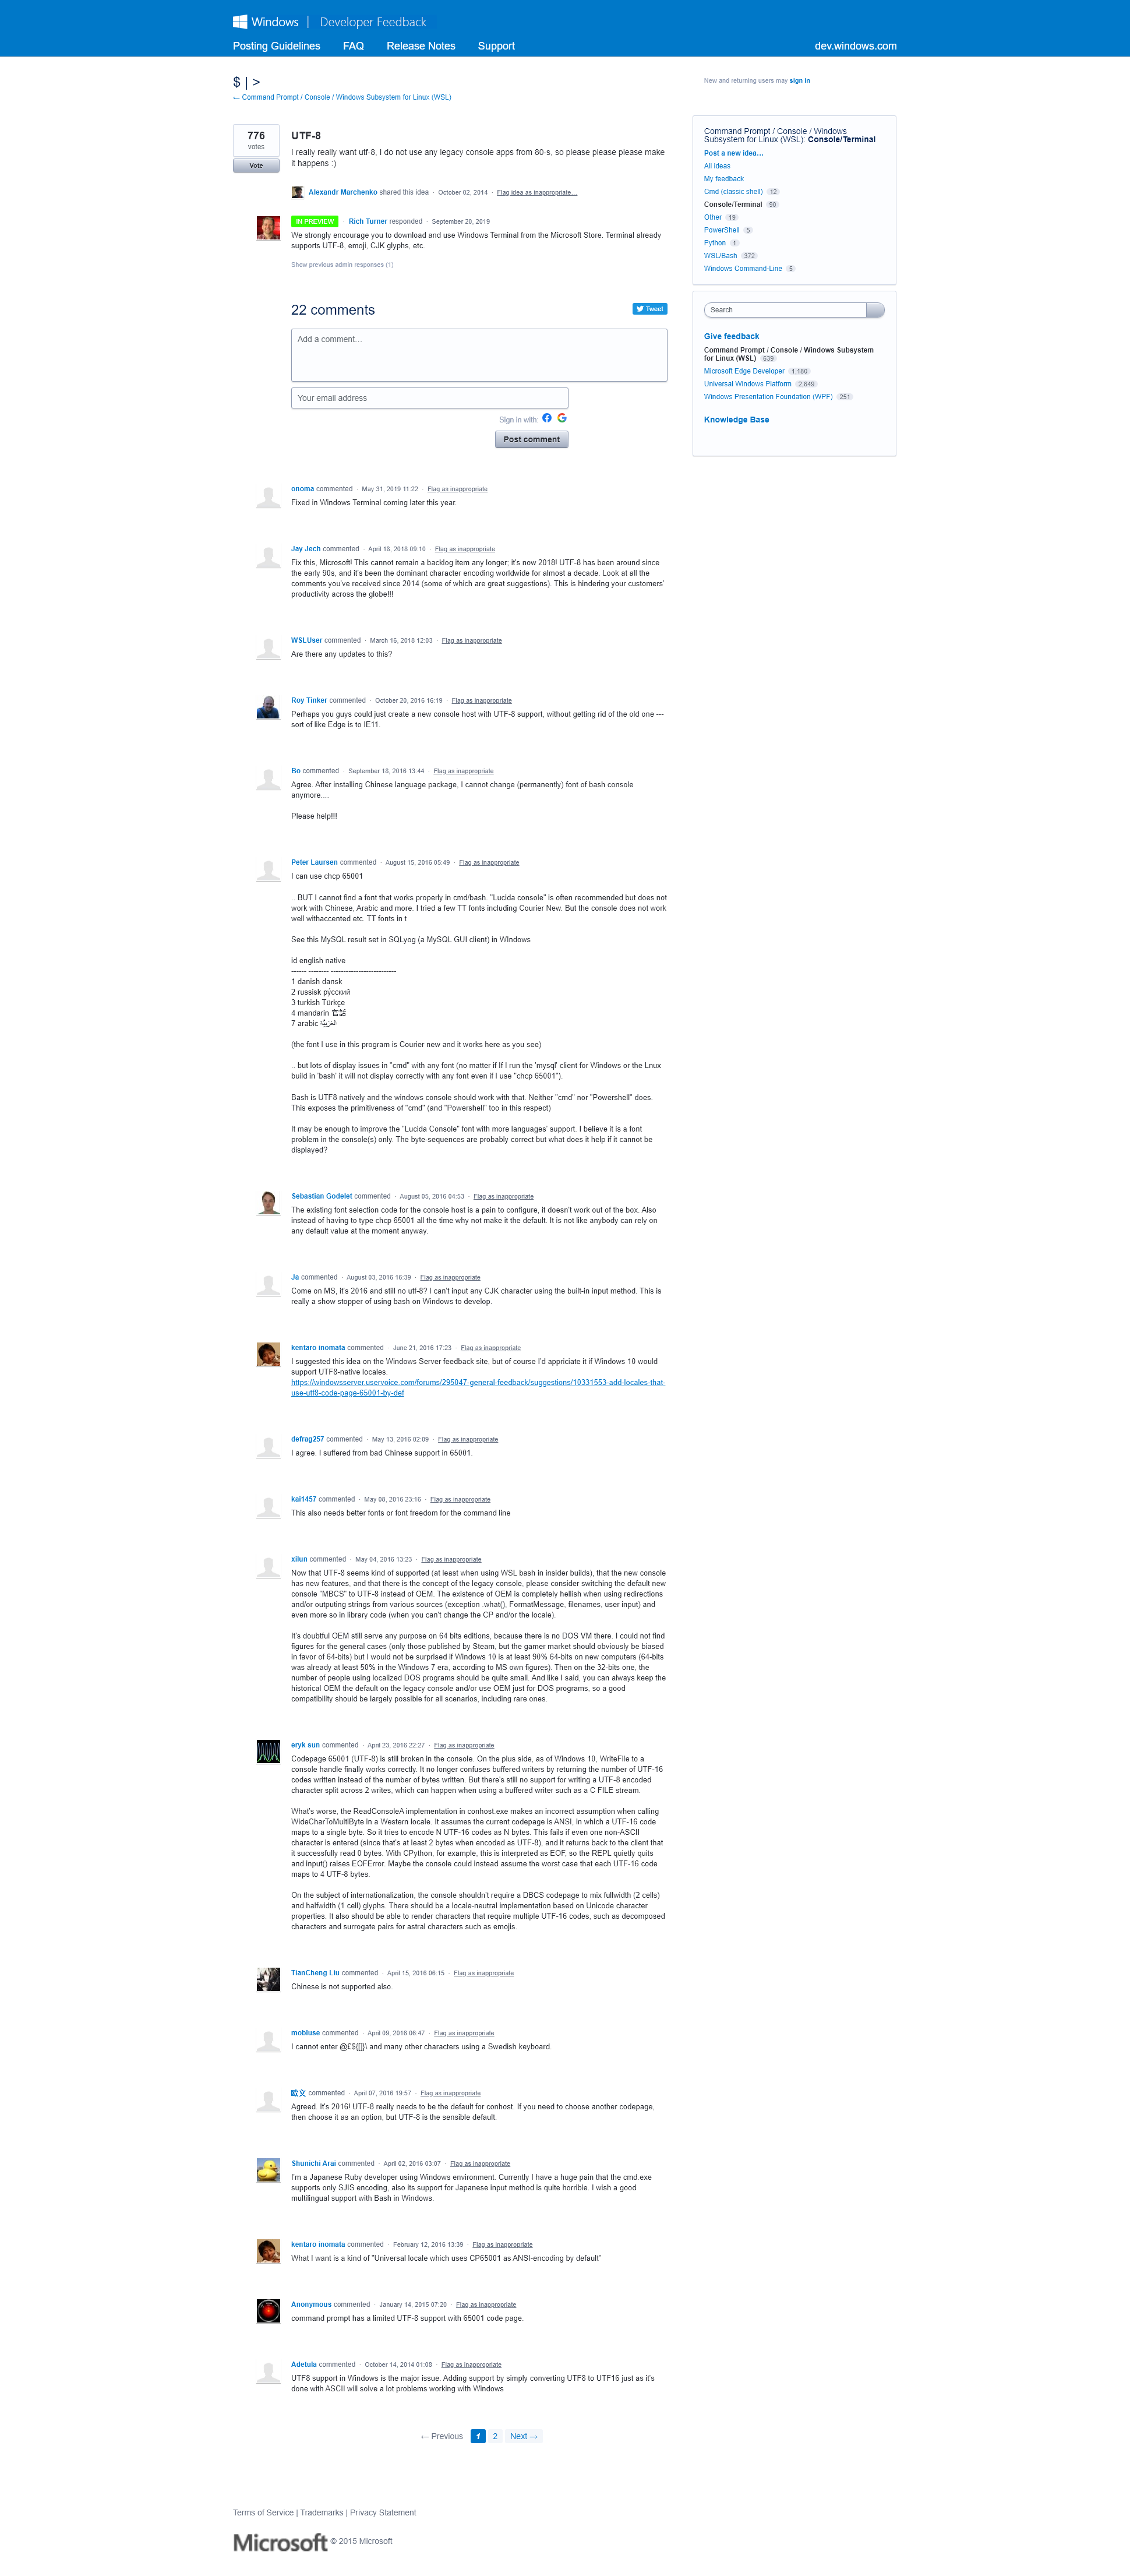 Windows | Developer Feedback
Posting Guidelines FAQ Release Notes Support dev.windows.com
$ | >
← Command Prompt / Console / Windows Subsystem for Linux (WSL)
New and returning users may sign in
776
votes
Vote
UTF-8
I really really want utf-8, I do not use any legacy console apps from 80-s, so please please please make
it happens :)
Alexandr Marchenko shared this idea · October 02, 2014 · Flag idea as inappropriate…
IN PREVIEW · Rich Turner responded · September 20, 2019
We strongly encourage you to download and use Windows Terminal from the Microsoft Store. Terminal already
supports UTF-8, emoji, CJK glyphs, etc.
Show previous admin responses (1)
22 comments
Tweet
Add a comment…
Your email address
Sign in with:
Post comment
onoma commented · May 31, 2019 11:22 · Flag as inappropriate
Fixed in Windows Terminal coming later this year.
Jay Jech commented · April 18, 2018 09:10 · Flag as inappropriate
Fix this, Microsoft! This cannot remain a backlog item any longer; it's now 2018! UTF-8 has been around since
the early 90s, and it's been the dominant character encoding worldwide for almost a decade. Look at all the
comments you've received since 2014 (some of which are great suggestions). This is hindering your customers'
productivity across the globe!!!
WSLUser commented · March 16, 2018 12:03 · Flag as inappropriate
Are there any updates to this?
Roy Tinker commented · October 20, 2016 16:19 · Flag as inappropriate
Perhaps you guys could just create a new console host with UTF-8 support, without getting rid of the old one ---
sort of like Edge is to IE11.
Bo commented · September 18, 2016 13:44 · Flag as inappropriate
Agree. After installing Chinese language package, I cannot change (permanently) font of bash console
anymore....
Please help!!!
Peter Laursen commented · August 15, 2016 05:49 · Flag as inappropriate
I can use chcp 65001
.. BUT I cannot find a font that works properly in cmd/bash. "Lucida console" is often recommended but does not
work with Chinese, Arabic and more. I tried a few TT fonts including Courier New. But the console does not work
well withaccented etc. TT fonts in t
See this MySQL result set in SQLyog (a MySQL GUI client) in WIndows
id english native
------ -------- --------------------------
1 danish dansk
2 russisk ру́сский
3 turkish Türkçe
4 mandarin 官話
7 arabic العَرَبِيَّة
(the font I use in this program is Courier new and it works here as you see)
.. but lots of display issues in "cmd" with any font (no matter if If I run the 'mysql' client for Windows or the Lnux
build in 'bash' it will not display correctly with any font even if I use "chcp 65001").
Bash is UTF8 natively and the windows console should work with that. Neither "cmd" nor "Powershell" does.
This exposes the primitiveness of "cmd" (and "Powershell" too in this respect)
It may be enough to improve the "Lucida Console" font with more languages' support. I believe it is a font
problem in the console(s) only. The byte-sequences are probably correct but what does it help if it cannot be
displayed?
Sebastian Godelet commented · August 05, 2016 04:53 · Flag as inappropriate
The existing font selection code for the console host is a pain to configure, it doesn't work out of the box. Also
instead of having to type chcp 65001 all the time why not make it the default. It is not like anybody can rely on
any default value at the moment anyway.
Ja commented · August 03, 2016 16:39 · Flag as inappropriate
Come on MS, it's 2016 and still no utf-8? I can't input any CJK character using the built-in input method. This is
really a show stopper of using bash on Windows to develop.
kentaro inomata commented · June 21, 2016 17:23 · Flag as inappropriate
I suggested this idea on the Windows Server feedback site, but of course I'd appriciate it if Windows 10 would
support UTF8-native locales.
https://windowsserver.uservoice.com/forums/295047-general-feedback/suggestions/10331553-add-locales-that-
use-utf8-code-page-65001-by-def
defrag257 commented · May 13, 2016 02:09 · Flag as inappropriate
I agree. I suffered from bad Chinese support in 65001.
kai1457 commented · May 08, 2016 23:16 · Flag as inappropriate
This also needs better fonts or font freedom for the command line
xilun commented · May 04, 2016 13:23 · Flag as inappropriate
Now that UTF-8 seems kind of supported (at least when using WSL bash in insider builds), that the new console
has new features, and that there is the concept of the legacy console, please consider switching the default
console "MBCS" to UTF-8 instead of OEM. The existence of OEM is completely hellish when using redirections
and/or outputing strings from various sources (exception .what(), FormatMessage, filenames, user input) and
even more so in library code (when you can't change the CP and/or the locale).
It's doubtful OEM still serve any purpose on 64 bits editions, because there is no DOS VM there. I could not find
figures for the general cases (only those published by Steam, but the gamer market should obviously be biased
in favor of 64-bits) but I would not be surprised if Windows 10 is at least 90% 64-bits on new computers (64-bits
was already at least 50% in the Windows 7 era, according to MS own figures). Then on the 32-bits one, the
number of people using localized DOS programs should be quite small. And like I said, you can always keep the
historical OEM the default on the legacy console and/or use OEM just for DOS programs, so a good
compatibility should be largely possible for all scenarios, including rare ones.
eryk sun commented · April 23, 2016 22:27 · Flag as inappropriate
Codepage 65001 (UTF-8) is still broken in the console. On the plus side, as of Windows 10, WriteFile to a
console handle finally works correctly. It no longer confuses buffered writers by returning the number of UTF-16
codes written instead of the number of bytes written. But there's still no support for writing a UTF-8 encoded
character split across 2 writes, which can happen when using a buffered writer such as a C FILE stream.
What's worse, the ReadConsoleA implementation in conhost.exe makes an incorrect assumption when calling
WideCharToMultiByte in a Western locale. It assumes the current codepage is ANSI, in which a UTF-16 code
maps to a single byte. So it tries to encode N UTF-16 codes as N bytes. This fails if even one non-ASCII
character is entered (since that's at least 2 bytes when encoded as UTF-8), and it returns back to the client that
it successfully read 0 bytes. With CPython, for example, this is interpreted as EOF, so the REPL quietly quits
and input() raises EOFError. Maybe the console could instead assume the worst case that each UTF-16 code
maps to 4 UTF-8 bytes.
On the subject of internationalization, the console shouldn't require a DBCS codepage to mix fullwidth (2 cells)
and halfwidth (1 cell) glyphs. There should be a locale-neutral implementation based on Unicode character
properties. It also should be able to render characters that require multiple UTF-16 codes, such as decomposed
characters and surrogate pairs for astral characters such as emojis.
TianCheng Liu commented · April 15, 2016 06:15 · Flag as inappropriate
Chinese is not supported also.
mobluse commented · April 09, 2016 06:47 · Flag as inappropriate
I cannot enter @£${[]}\ and many other characters using a Swedish keyboard.
欧文 commented · April 07, 2016 19:57 · Flag as inappropriate
Agreed. It's 2016! UTF-8 really needs to be the default for conhost. If you need to choose another codepage,
then choose it as an option, but UTF-8 is the sensible default.
Shunichi Arai commented · April 02, 2016 03:07 · Flag as inappropriate
I'm a Japanese Ruby developer using Windows environment. Currently I have a huge pain that the cmd.exe
supports only SJIS encoding, also its support for Japanese input method is quite horrible. I wish a good
multilingual support with Bash in Windows.
kentaro inomata commented · February 12, 2016 13:39 · Flag as inappropriate
What I want is a kind of "Universal locale which uses CP65001 as ANSI-encoding by default"
Anonymous commented · January 14, 2015 07:20 · Flag as inappropriate
command prompt has a limited UTF-8 support with 65001 code page.
Adetula commented · October 14, 2014 01:08 · Flag as inappropriate
UTF8 support in Windows is the major issue. Adding support by simply converting UTF8 to UTF16 just as it's
done with ASCII will solve a lot problems working with Windows
← Previous 1 2 Next →
Command Prompt / Console / Windows
Subsystem for Linux (WSL): Console/Terminal
Post a new idea…
All ideas
My feedback
Cmd (classic shell) 12
Console/Terminal 90
Other 19
PowerShell 5
Python 1
WSL/Bash 372
Windows Command-Line 5
Search
Give feedback
Command Prompt / Console / Windows Subsystem
for Linux (WSL) 639
Microsoft Edge Developer 1,180
Universal Windows Platform 2,649
Windows Presentation Foundation (WPF) 251
Knowledge Base
Terms of Service | Trademarks | Privacy Statement
Microsoft © 2015 Microsoft